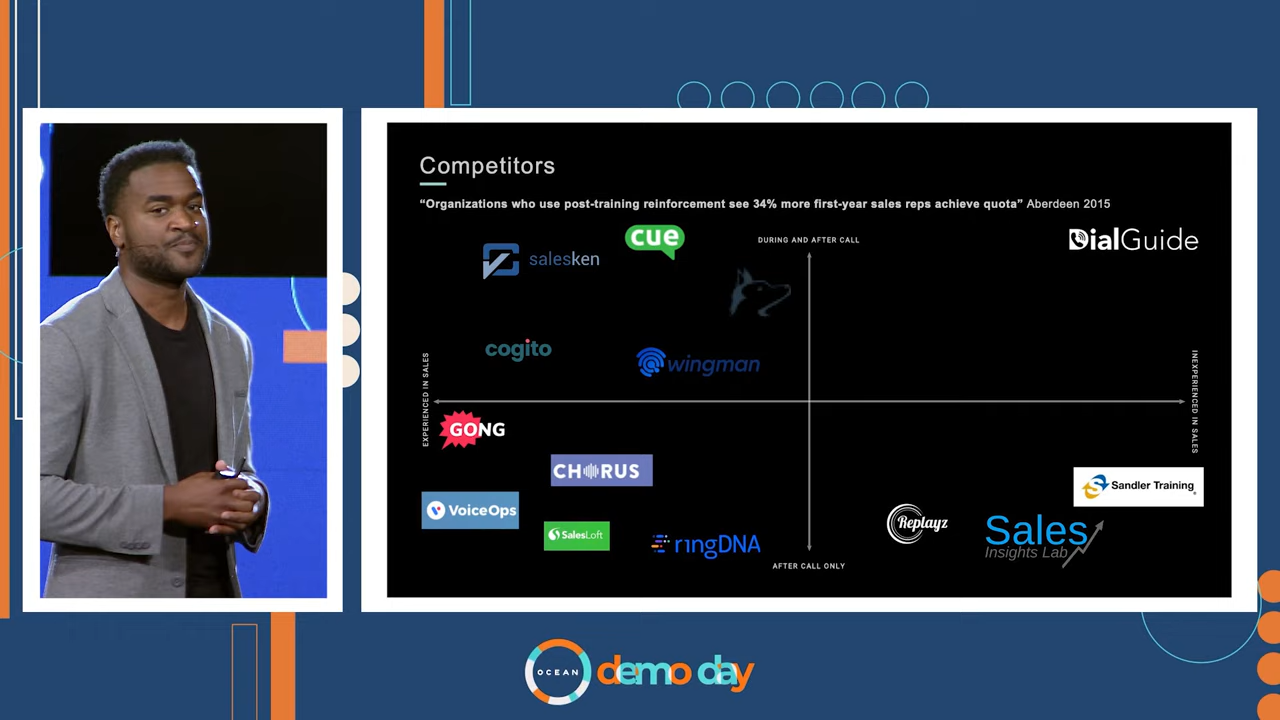 Competitors
“Organizations who use post-training reinforcement see 34% more first-year sales reps achieve quota” Aberdeen 2015
DURING AND AFTER CALL
DialGuide
salesken
cue
cogito
wingman
EXPERIENCED IN SALES
INEXPERIENCED IN SALES
GONG
CHORUS
VoiceOps
SalesLoft
ringDNA
AFTER CALL ONLY
Replayz
Sales
Insights Lab
Sandler Training
OCEAN
demo day